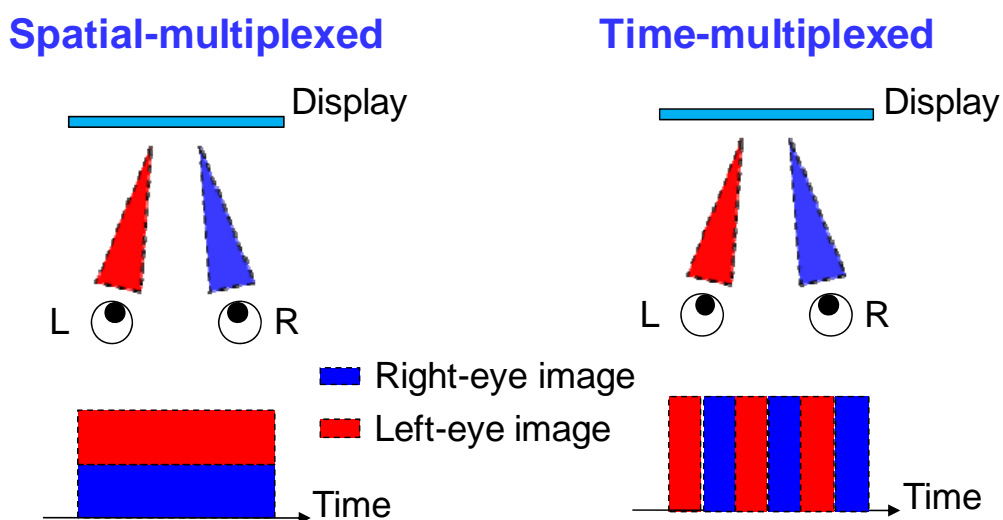 Spatial-multiplexed
Time-multiplexed
Display
Display
L
R
L
R
Right-eye image
Left-eye image
Time
Time